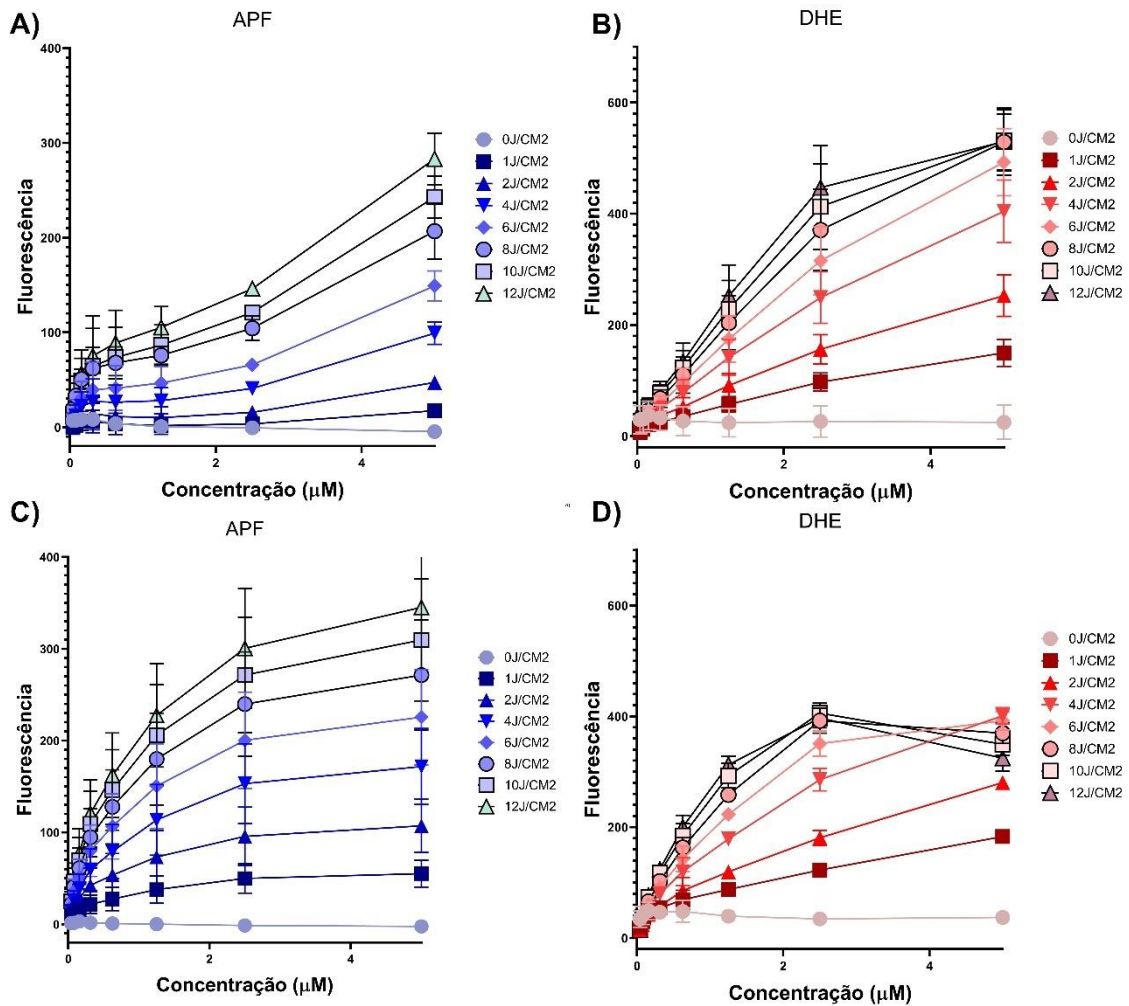 A)
APF
Fluorescência
400
300
200
100
0
0
2
4
Concentração (μM)
0J/CM2
1J/CM2
2J/CM2
4J/CM2
6J/CM2
8J/CM2
10J/CM2
12J/CM2
B)
DHE
Fluorescência
600
400
200
0
0
2
4
Concentração (μM)
0J/CM2
1J/CM2
2J/CM2
4J/CM2
6J/CM2
8J/CM2
10J/CM2
12J/CM2
C)
APF
Fluorescência
400
300
200
100
0
0
2
4
Concentração (μM)
0J/CM2
1J/CM2
2J/CM2
4J/CM2
6J/CM2
8J/CM2
10J/CM2
12J/CM2
D)
DHE
Fluorescência
600
400
200
0
0
2
4
Concentração (μM)
0J/CM2
1J/CM2
2J/CM2
4J/CM2
6J/CM2
8J/CM2
10J/CM2
12J/CM2